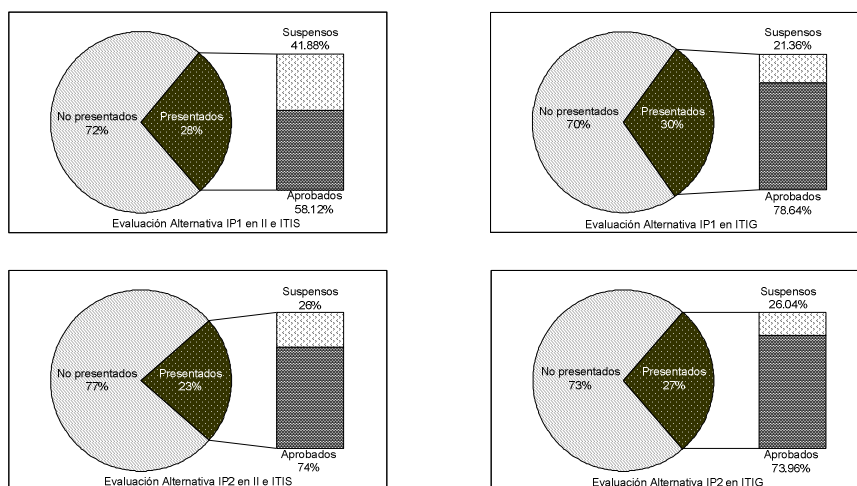 Suspensos
41.88%
No presentados
72%
Presentados
28%
Aprobados
58.12%
Evaluación Alternativa IP1 en II e ITIS
Suspensos
21.36%
No presentados
70%
Presentados
30%
Aprobados
78.64%
Evaluación Alternativa IP1 en ITIG
Suspensos
26%
No presentados
77%
Presentados
23%
Aprobados
74%
Evaluación Alternativa IP2 en II e ITIS
Suspensos
26.04%
No presentados
73%
Presentados
27%
Aprobados
73.96%
Evaluación Alternativa IP2 en ITIG